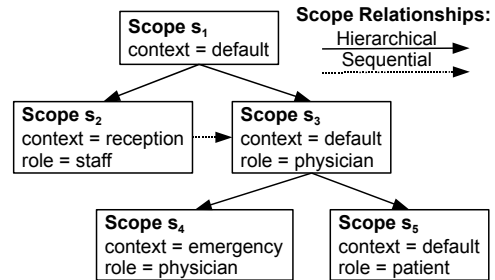 Scope s1
context = default
Scope Relationships:
Hierarchical
Sequential
Scope s2
context = reception
role = staff
Scope s3
context = default
role = physician
Scope s4
context = emergency
role = physician
Scope s5
context = default
role = patient